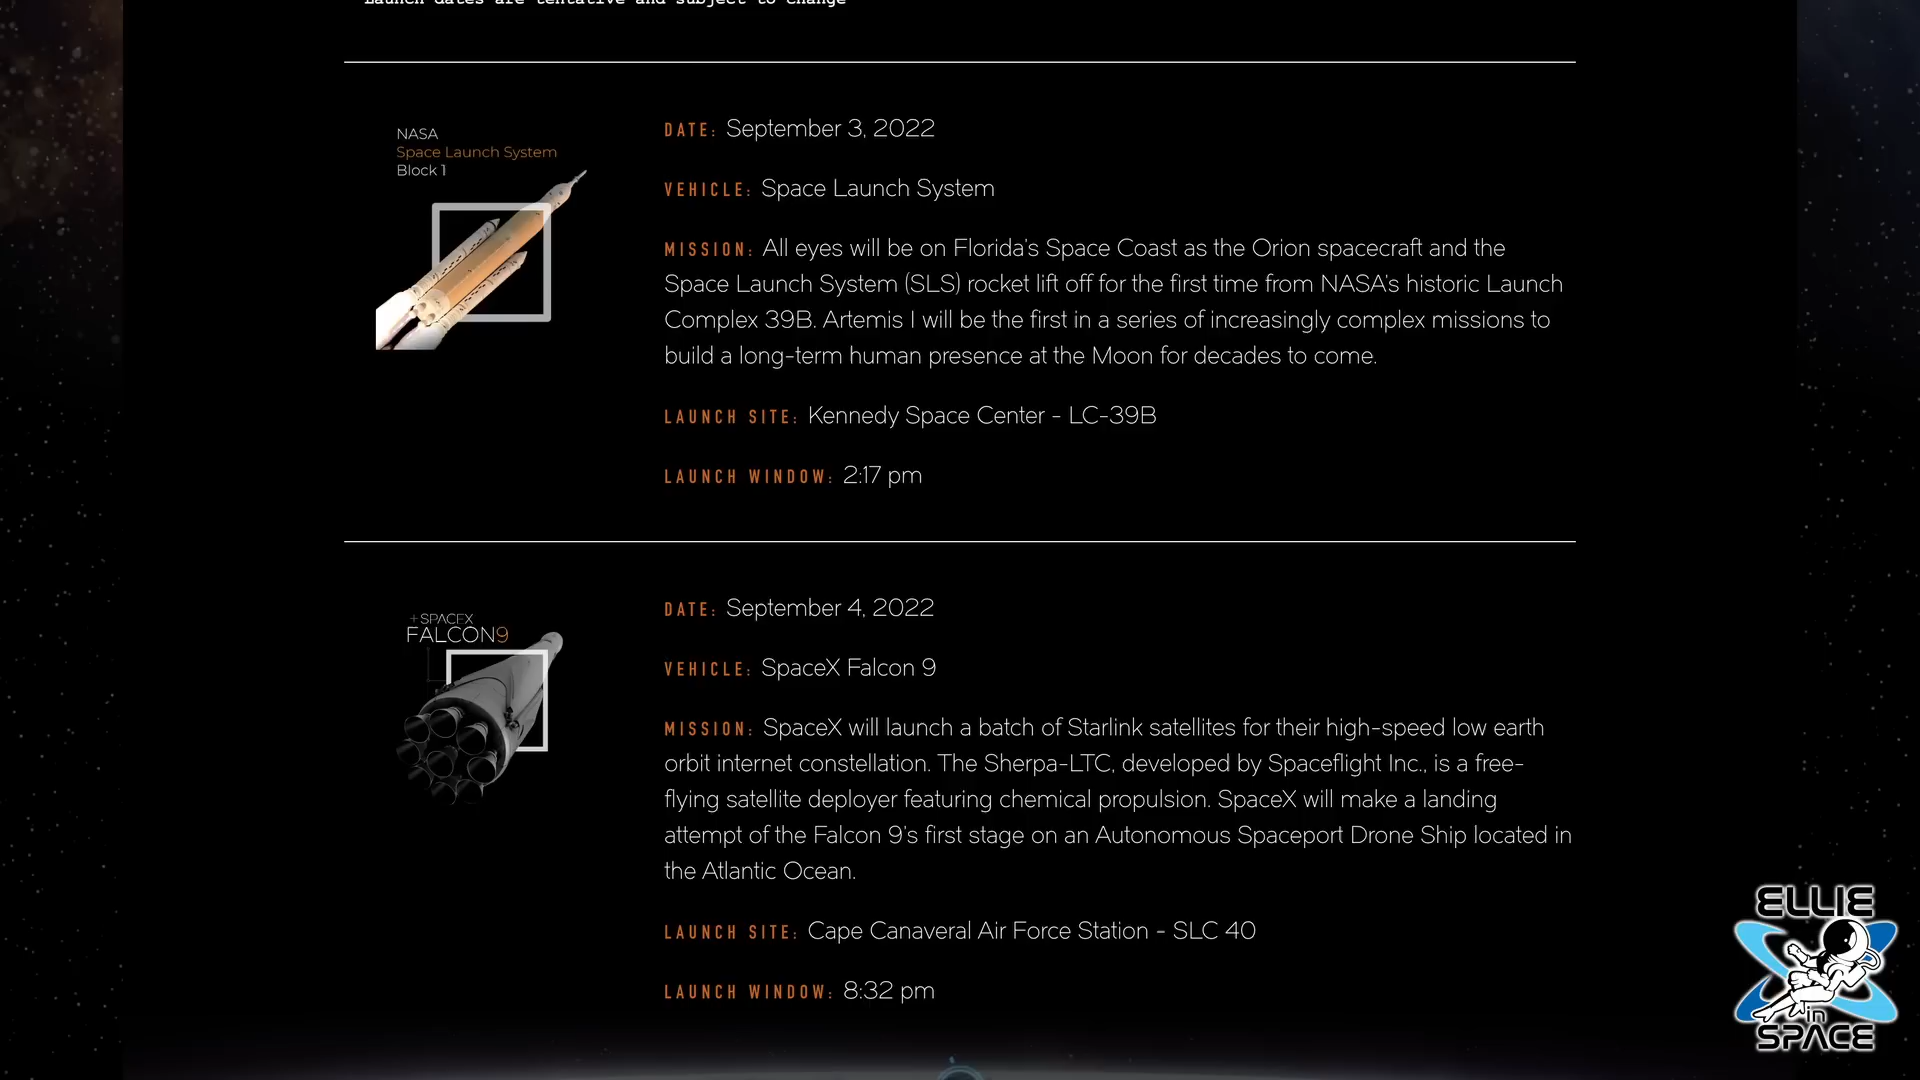 Launch dates are tentative and subject to change
NASA
Space Launch System
Block 1
DATE: September 3, 2022
VEHICLE: Space Launch System
MISSION: All eyes will be on Florida's Space Coast as the Orion spacecraft and the
Space Launch System (SLS) rocket lift off for the first time from NASA's historic Launch
Complex 39B. Artemis I will be the first in a series of increasingly complex missions to
build a long-term human presence at the Moon for decades to come.
LAUNCH SITE: Kennedy Space Center - LC-39B
LAUNCH WINDOW: 2:17 pm
+SPACEX
FALCON9
DATE: September 4, 2022
VEHICLE: SpaceX Falcon 9
MISSION: SpaceX will launch a batch of Starlink satellites for their high-speed low earth
orbit internet constellation. The Sherpa-LTC, developed by Spaceflight Inc., is a free-
flying satellite deployer featuring chemical propulsion. SpaceX will make a landing
attempt of the Falcon 9's first stage on an Autonomous Spaceport Drone Ship located in
the Atlantic Ocean.
LAUNCH SITE: Cape Canaveral Air Force Station - SLC 40
LAUNCH WINDOW: 8:32 pm
ELLIE
in
SPACE